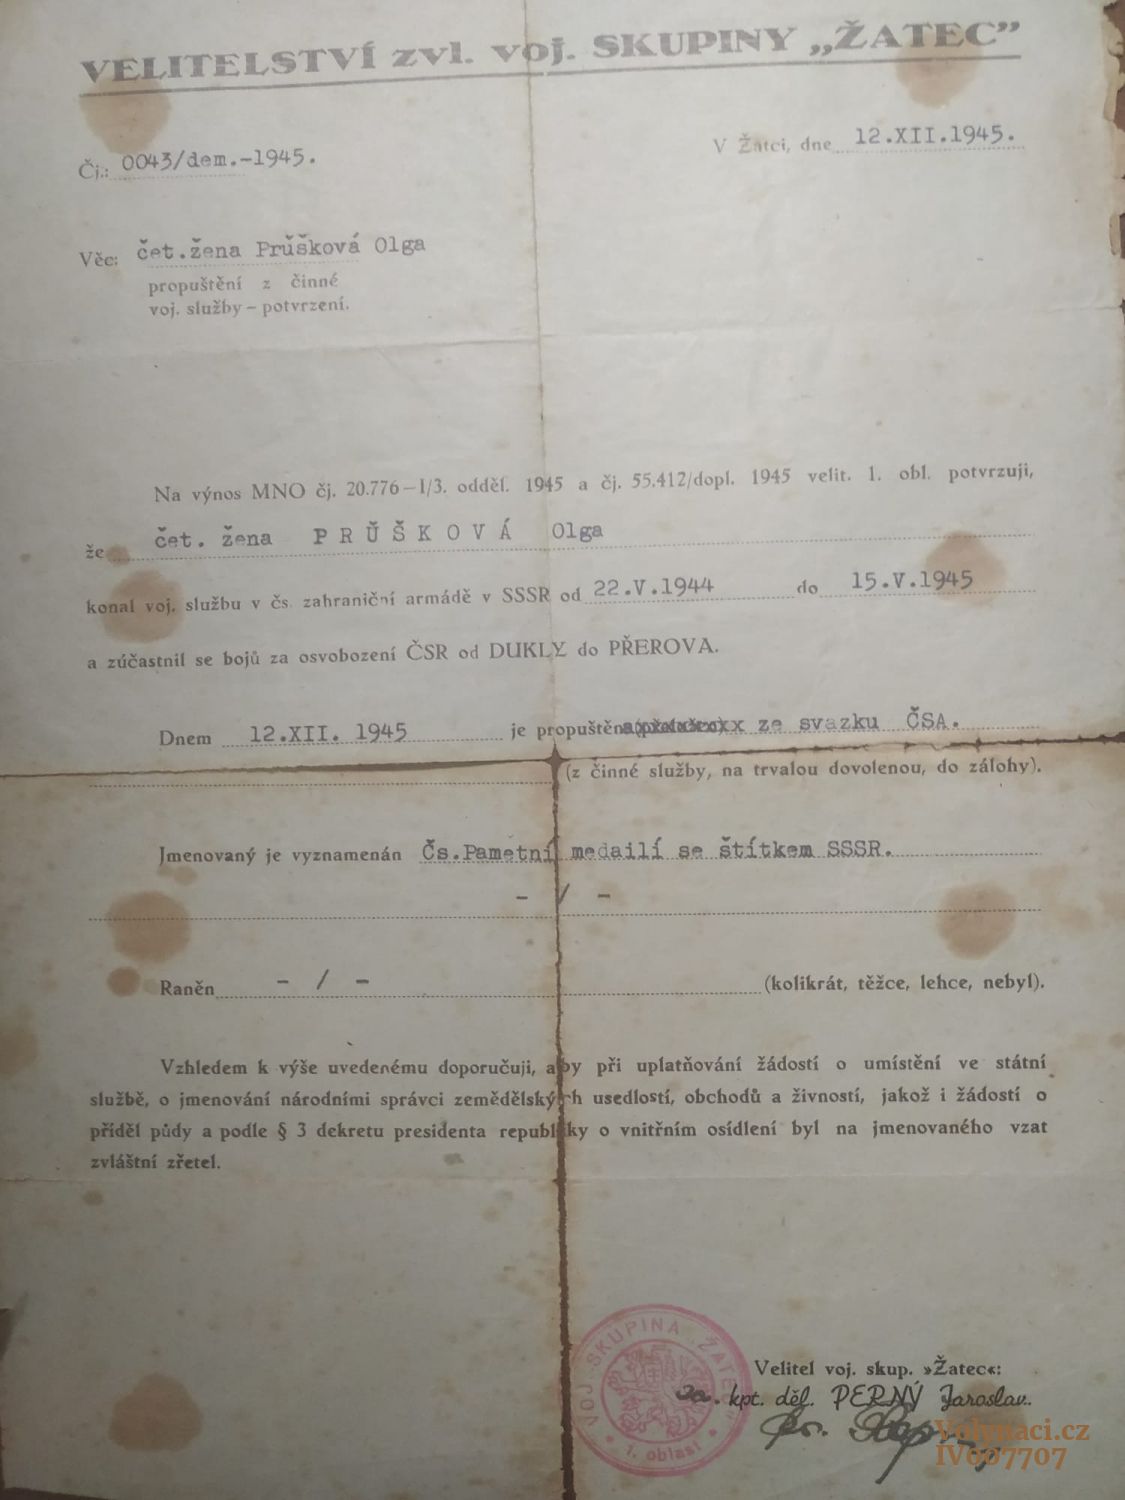 VELITELSTVÍ zvl. voj. SKUPINY „ŽATEC”
Čj.: 0043/dem.-1945.
V Žatci, dne 12.XII.1945.
Věc: čet.žena Průšková Olga
propuštění z činné
voj. služby – potvrzení.
Na výnos MNO čj. 20.776–I/3. odděl. 1945 a čj. 55.412/dopl. 1945 velit. 1. obl. potvrzuji,
že čet. žena PRŮŠKOVÁ Olga
konal voj. službu v čs. zahraniční armádě v SSSR od 22.V.1944 do 15.V.1945
a zúčastnil se bojů za osvobození ČSR od DUKLY do PŘEROVA.
Dnem 12.XII. 1945 je propuštěna ze svazku ČSA.
(z činné služby, na trvalou dovolenou, do zálohy).
Jmenovaný je vyznamenán Čs.Pametní medailí se štítkem SSSR.
- / -
Raněn - / - (kolikrát, těžce, lehce, nebyl).
Vzhledem k výše uvedenému doporučuji, aby při uplatňování žádostí o umístění ve státní
službě, o jmenování národními správci zemědělských usedlostí, obchodů a živností, jakož i žádostí o
příděl půdy a podle § 3 dekretu presidenta republiky o vnitřním osídlení byl na jmenovaného vzat
zvláštní zřetel.
VOJ. SKUPINA „ŽATEC”
1. oblast
Velitel voj. skup. »Žatec«:
kpt. děl. PERNÝ Jaroslav.
Volynaci.cz
IV607707